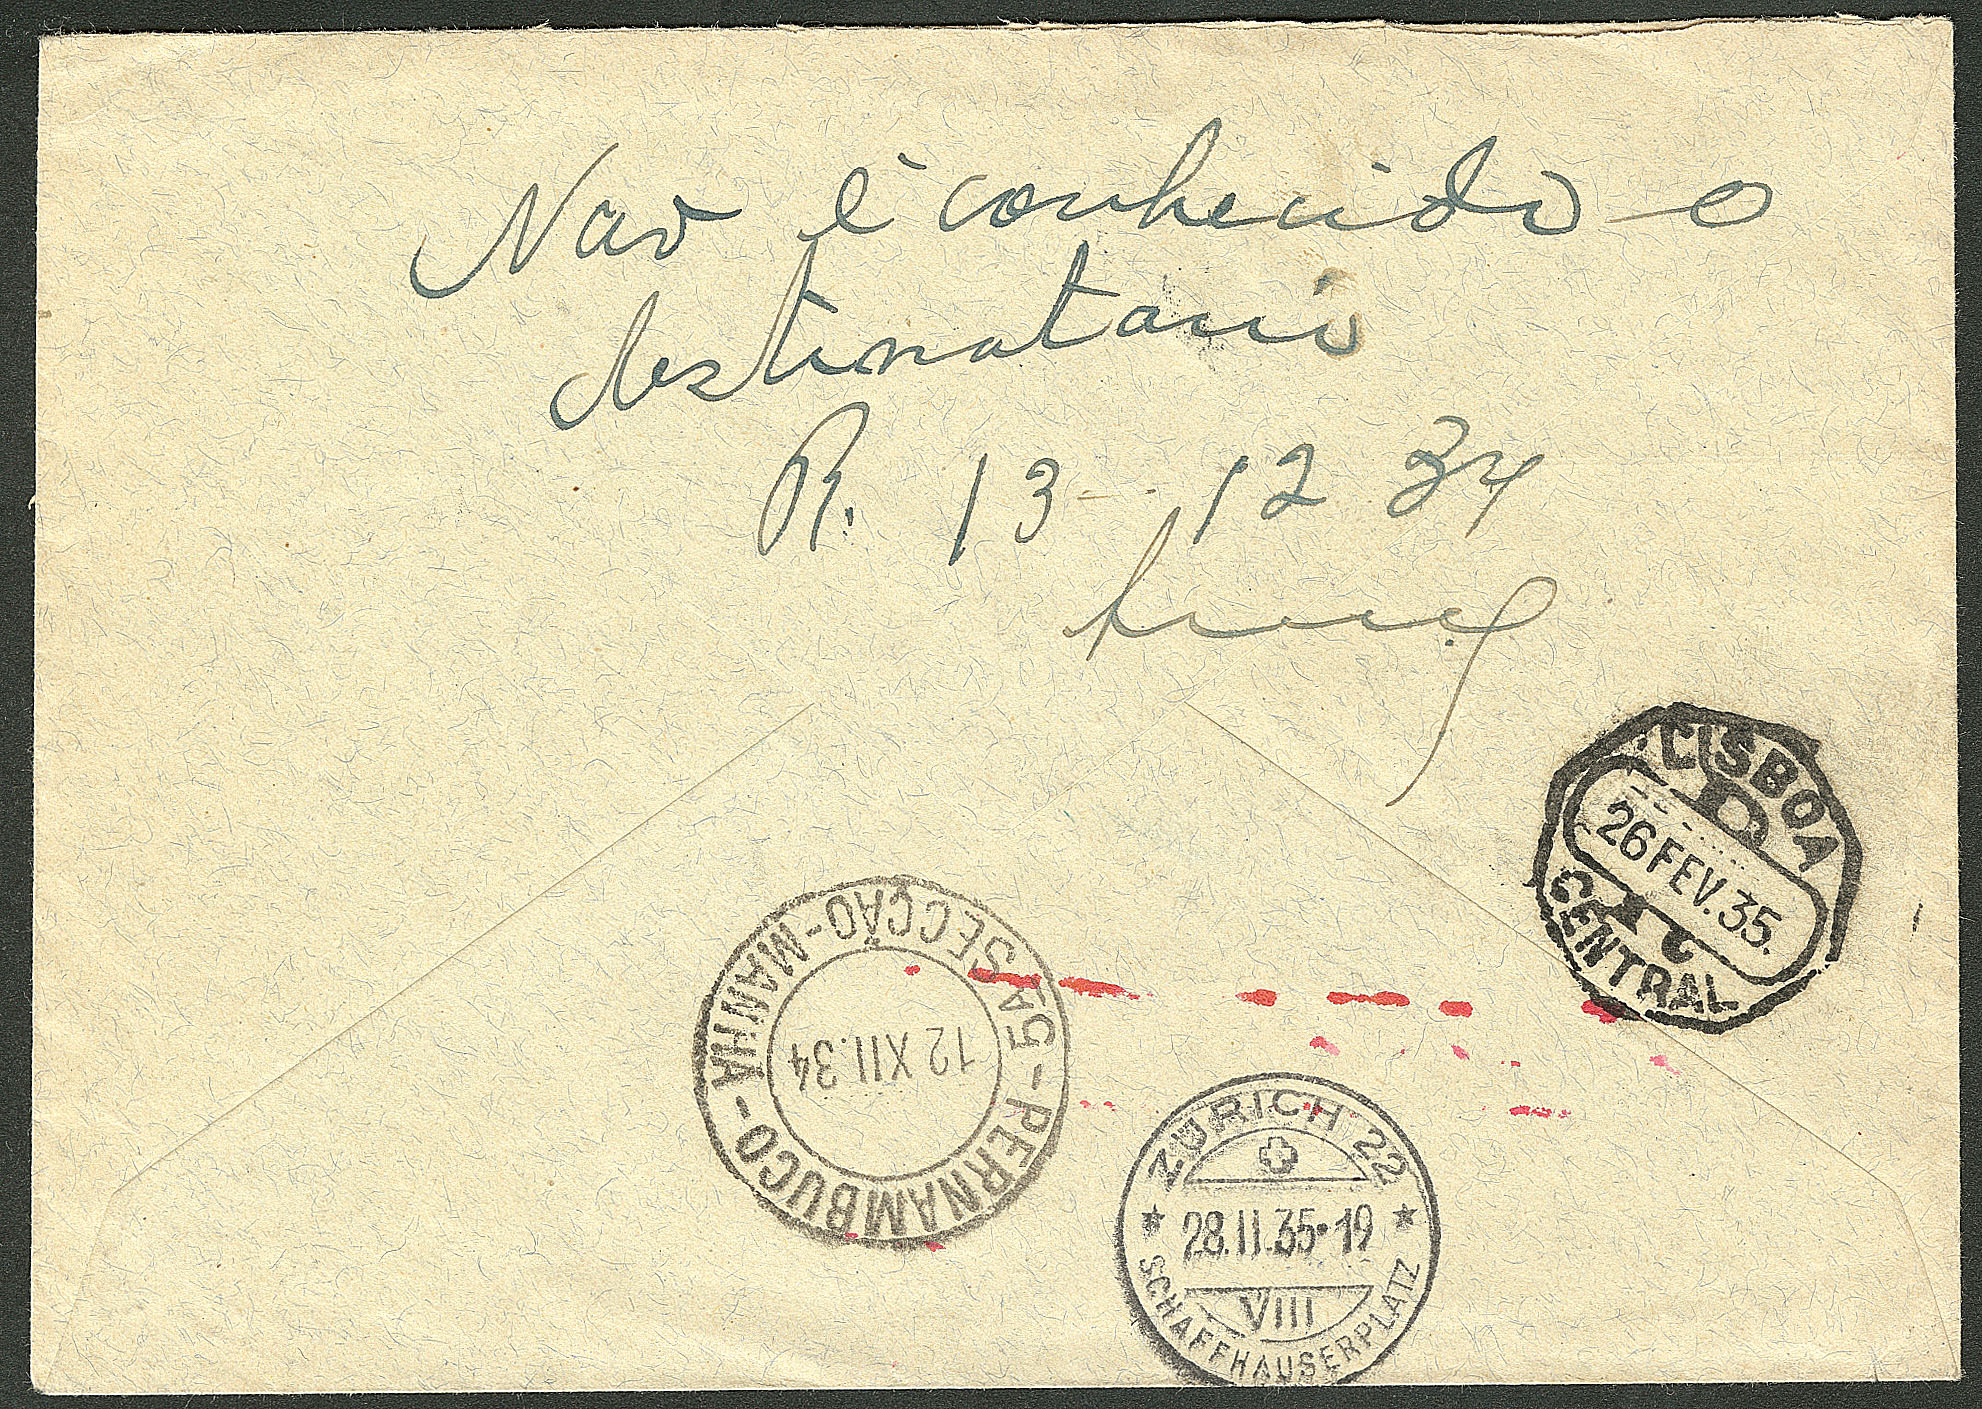 Nao é conhecido o
destinatario
R. 13 - 12 34
LISBOA
26 FEV. 35.
CENTRAL
5ª SECÇÃO - MANHÃ - PERNAMBUCO -
12 XII. 34
ZÜRICH 22
28.II.35 • 19
VIII
SCHAFFHAUSERPLATZ